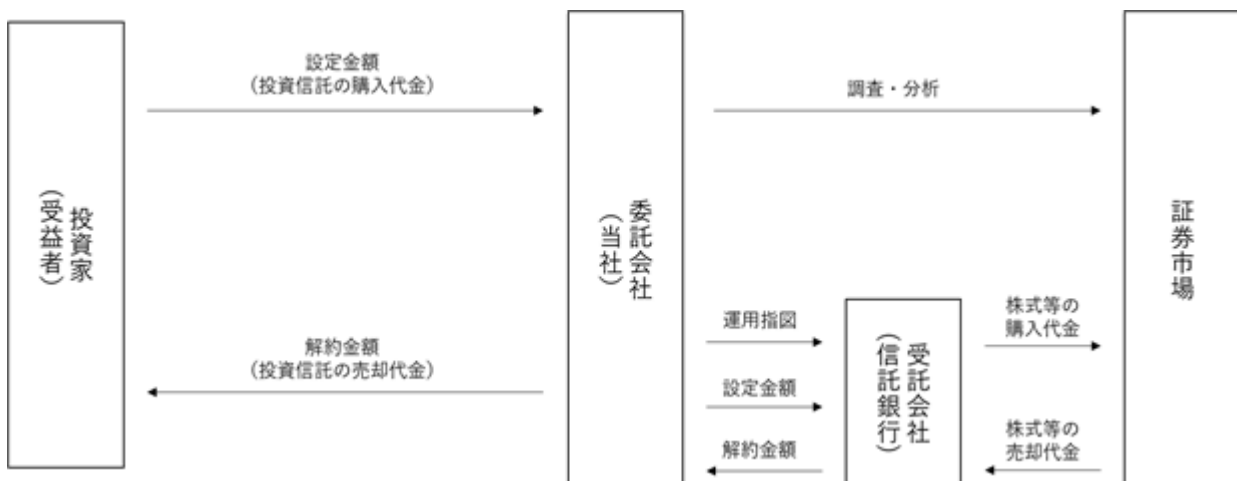 設定金額
（投資信託の購入代金）
調査・分析
投資家
（受益者）
委託会社
（当社）
証券市場
解約金額
（投資信託の売却代金）
運用指図
設定金額
解約金額
受託会社
（信託銀行）
株式等の
購入代金
株式等の
売却代金